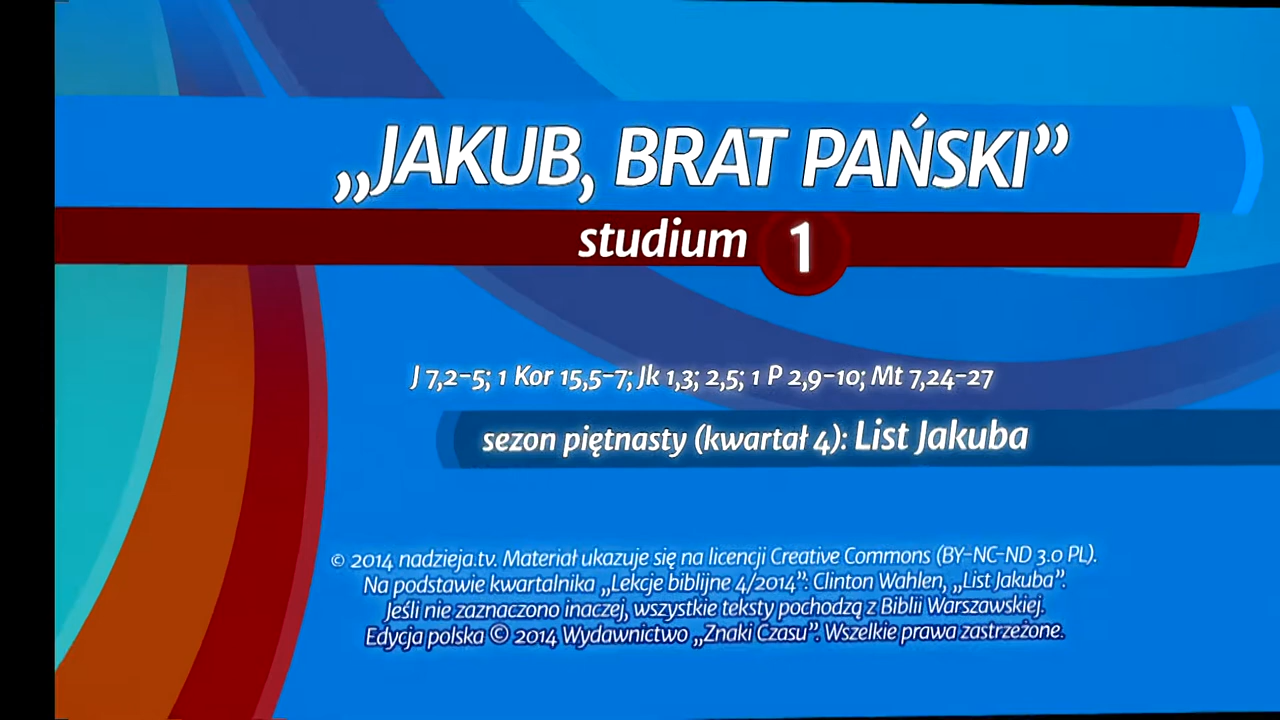 „JAKUB, BRAT PAŃSKI”
studium 1
J 7,2–5; 1 Kor 15,5–7; Jk 1,3; 2,5; 1 P 2,9–10; Mt 7,24–27
sezon piętnasty (kwartał 4): List Jakuba
© 2014 nadzieja.tv. Materiał ukazuje się na licencji Creative Commons (BY–NC–ND 3.0 PL).
Na podstawie kwartalnika „Lekcje biblijne 4/2014”: Clinton Wahlen, „List Jakuba”.
Jeśli nie zaznaczono inaczej, wszystkie teksty pochodzą z Biblii Warszawskiej.
Edycja polska © 2014 Wydawnictwo „Znaki Czasu”. Wszelkie prawa zastrzeżone.